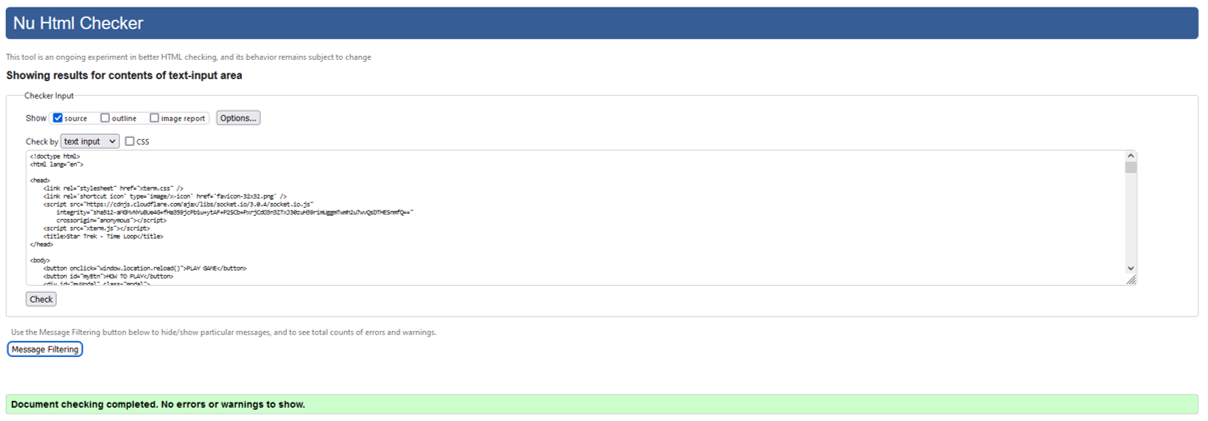 Nu Html Checker
This tool is an ongoing experiment in better HTML checking, and its behavior remains subject to change
Showing results for contents of text-input area
Checker Input
Show source outline image report Options...
Check by text input CSS
<!doctype html>
<html lang="en">
<head>
<link rel="stylesheet" href="xterm.css" />
<link rel='shortcut icon' type='image/x-icon' href='favicon-32x32.png' />
<script src="https://cdnjs.cloudflare.com/ajax/libs/socket.io/3.0.4/socket.io.js"
crossorigin="anonymous"></script>
<script src="xterm.js"></script>
<title>Star Trek - Time Loop</title>
</head>
<body>
<button onclick="window.location.reload()">PLAY GAME</button>
<button id="myBtn">HOW TO PLAY</button>
<div id="myModal" class="modal">
Check
Use the Message Filtering button below to hide/show particular messages, and to see total counts of errors and warnings.
Message Filtering
Document checking completed. No errors or warnings to show.